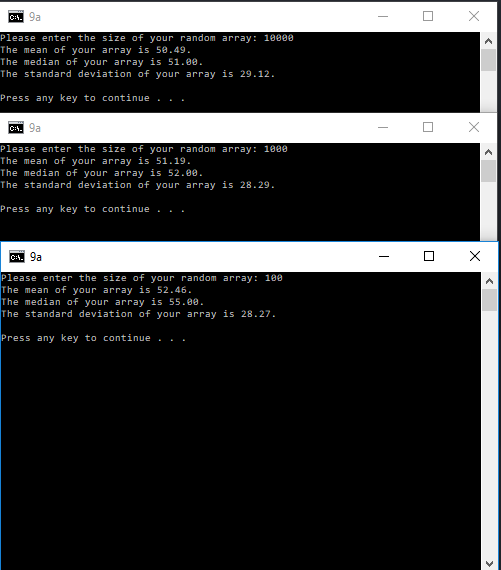 9a
Please enter the size of your random array: 10000
The mean of your array is 50.49.
The median of your array is 51.00.
The standard deviation of your array is 29.12.
Press any key to continue . . .
9a
Please enter the size of your random array: 1000
The mean of your array is 51.19.
The median of your array is 52.00.
The standard deviation of your array is 28.29.
Press any key to continue . . .
9a
Please enter the size of your random array: 100
The mean of your array is 52.46.
The median of your array is 55.00.
The standard deviation of your array is 28.27.
Press any key to continue . . .